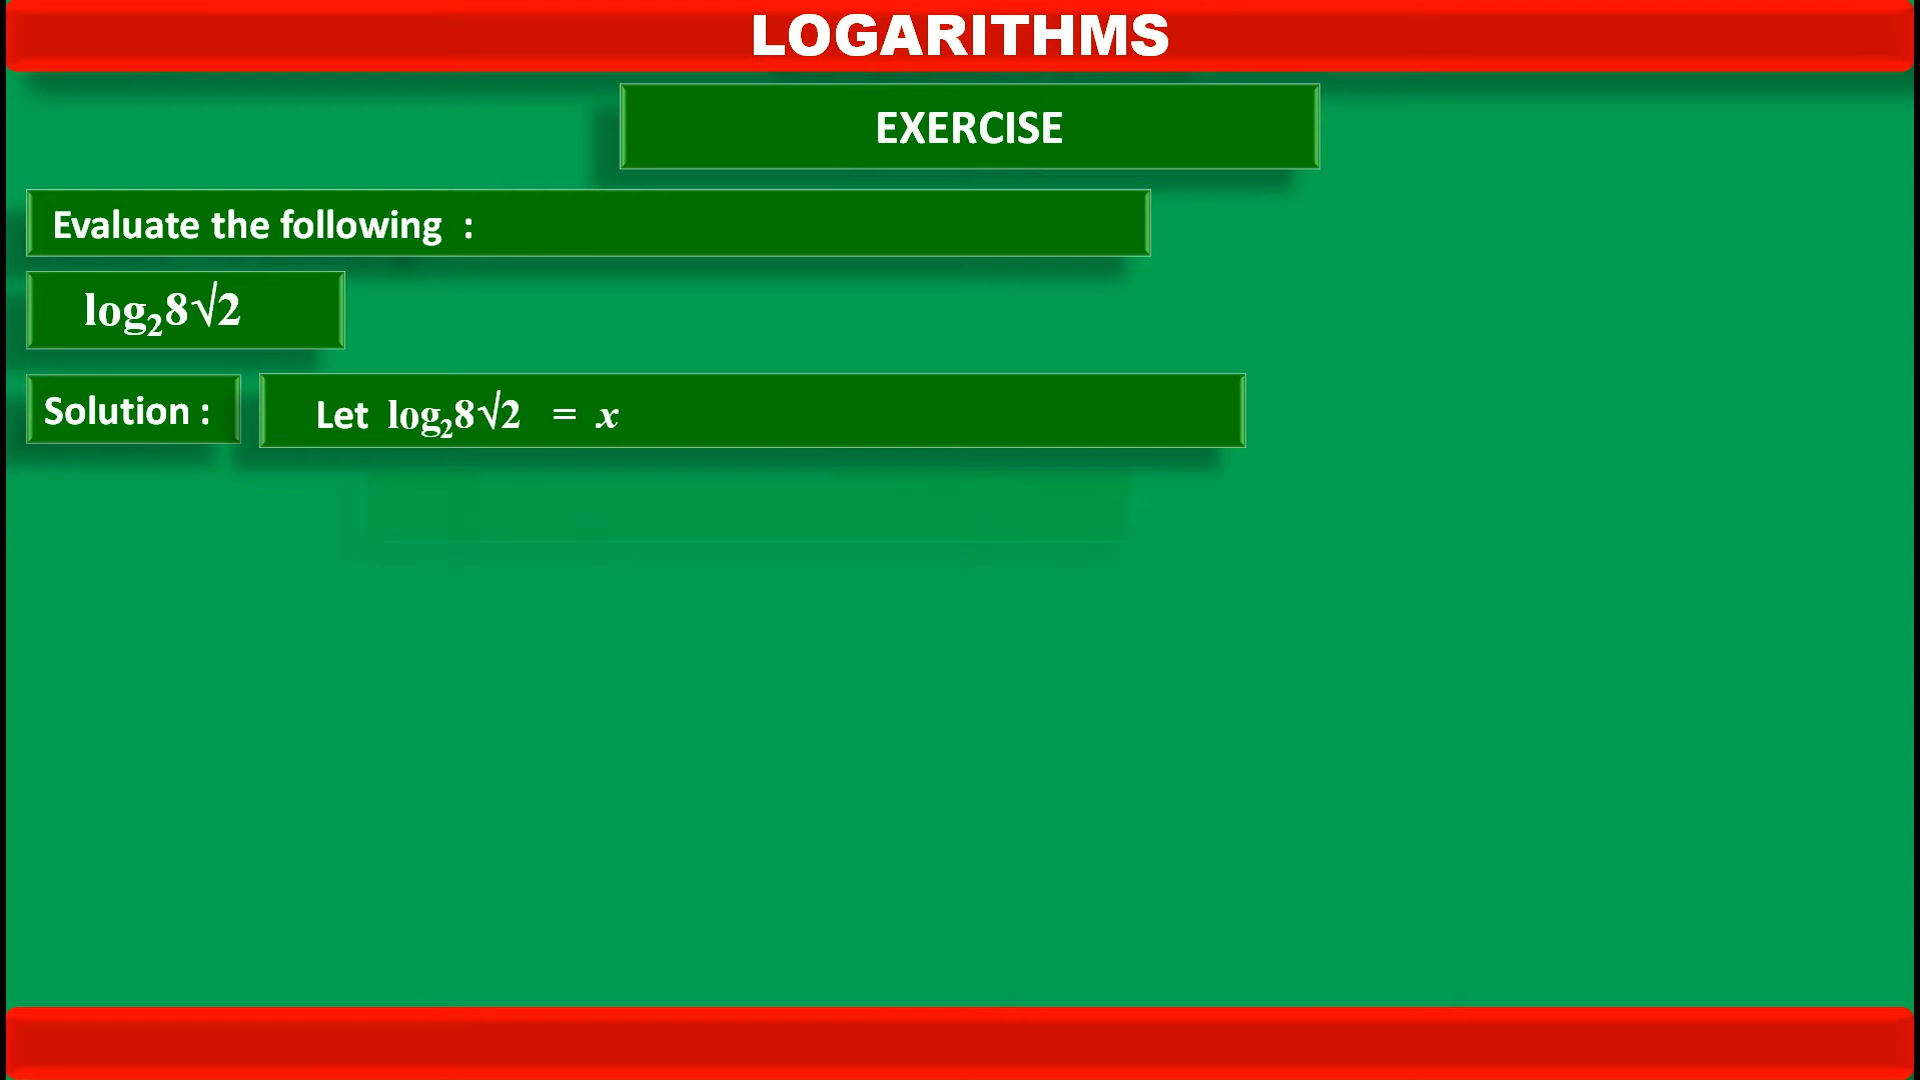 LOGARITHMS
EXERCISE
Evaluate the following :
log₂8√2
Solution : Let log₂8√2 = x